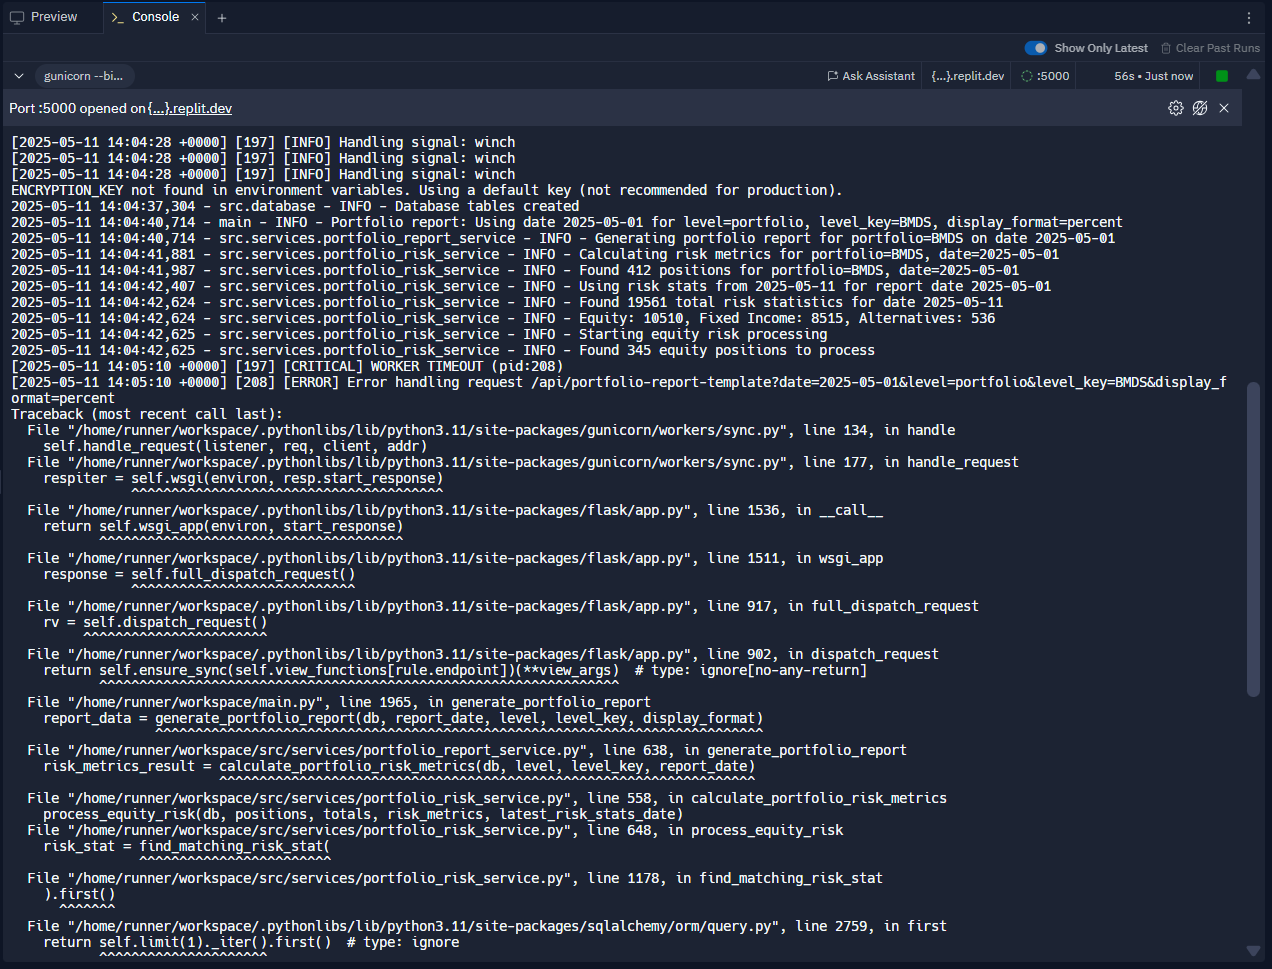 Preview
Console
gunicorn --bi...
Show Only Latest
Clear Past Runs
Ask Assistant
{...}.replit.dev
:5000
56s • Just now
Port :5000 opened on {...}.replit.dev
[2025-05-11 14:04:28 +0000] [197] [INFO] Handling signal: winch
[2025-05-11 14:04:28 +0000] [197] [INFO] Handling signal: winch
[2025-05-11 14:04:28 +0000] [197] [INFO] Handling signal: winch
ENCRYPTION_KEY not found in environment variables. Using a default key (not recommended for production).
2025-05-11 14:04:37,304 - src.database - INFO - Database tables created
2025-05-11 14:04:40,714 - main - INFO - Portfolio report: Using date 2025-05-01 for level=portfolio, level_key=BMDS, display_format=percent
2025-05-11 14:04:40,714 - src.services.portfolio_report_service - INFO - Generating portfolio report for portfolio=BMDS on date 2025-05-01
2025-05-11 14:04:41,881 - src.services.portfolio_risk_service - INFO - Calculating risk metrics for portfolio=BMDS, date=2025-05-01
2025-05-11 14:04:41,987 - src.services.portfolio_risk_service - INFO - Found 412 positions for portfolio=BMDS, date=2025-05-01
2025-05-11 14:04:42,407 - src.services.portfolio_risk_service - INFO - Using risk stats from 2025-05-11 for report date 2025-05-01
2025-05-11 14:04:42,624 - src.services.portfolio_risk_service - INFO - Found 19561 total risk statistics for date 2025-05-11
2025-05-11 14:04:42,624 - src.services.portfolio_risk_service - INFO - Equity: 10510, Fixed Income: 8515, Alternatives: 536
2025-05-11 14:04:42,625 - src.services.portfolio_risk_service - INFO - Starting equity risk processing
2025-05-11 14:04:42,625 - src.services.portfolio_risk_service - INFO - Found 345 equity positions to process
[2025-05-11 14:05:10 +0000] [197] [CRITICAL] WORKER TIMEOUT (pid:208)
[2025-05-11 14:05:10 +0000] [208] [ERROR] Error handling request /api/portfolio-report-template?date=2025-05-01&level=portfolio&level_key=BMDS&display_f
ormat=percent
Traceback (most recent call last):
  File "/home/runner/workspace/.pythonlibs/lib/python3.11/site-packages/gunicorn/workers/sync.py", line 134, in handle
    self.handle_request(listener, req, client, addr)
  File "/home/runner/workspace/.pythonlibs/lib/python3.11/site-packages/gunicorn/workers/sync.py", line 177, in handle_request
    respiter = self.wsgi(environ, resp.start_response)
               ^^^^^^^^^^^^^^^^^^^^^^^^^^^^^^^^^^^^^^^
  File "/home/runner/workspace/.pythonlibs/lib/python3.11/site-packages/flask/app.py", line 1536, in __call__
    return self.wsgi_app(environ, start_response)
           ^^^^^^^^^^^^^^^^^^^^^^^^^^^^^^^^^^^^^^
  File "/home/runner/workspace/.pythonlibs/lib/python3.11/site-packages/flask/app.py", line 1511, in wsgi_app
    response = self.full_dispatch_request()
               ^^^^^^^^^^^^^^^^^^^^^^^^^^^^
  File "/home/runner/workspace/.pythonlibs/lib/python3.11/site-packages/flask/app.py", line 917, in full_dispatch_request
    rv = self.dispatch_request()
         ^^^^^^^^^^^^^^^^^^^^^^^
  File "/home/runner/workspace/.pythonlibs/lib/python3.11/site-packages/flask/app.py", line 902, in dispatch_request
    return self.ensure_sync(self.view_functions[rule.endpoint])(**view_args)  # type: ignore[no-any-return]
           ^^^^^^^^^^^^^^^^^^^^^^^^^^^^^^^^^^^^^^^^^^^^^^^^^^^^^^^^^^^^^^^^^
  File "/home/runner/workspace/main.py", line 1965, in generate_portfolio_report
    report_data = generate_portfolio_report(db, report_date, level, level_key, display_format)
                  ^^^^^^^^^^^^^^^^^^^^^^^^^^^^^^^^^^^^^^^^^^^^^^^^^^^^^^^^^^^^^^^^^^^^^^^^^^^^
  File "/home/runner/workspace/src/services/portfolio_report_service.py", line 638, in generate_portfolio_report
    risk_metrics_result = calculate_portfolio_risk_metrics(db, level, level_key, report_date)
                          ^^^^^^^^^^^^^^^^^^^^^^^^^^^^^^^^^^^^^^^^^^^^^^^^^^^^^^^^^^^^^^^^^^^
  File "/home/runner/workspace/src/services/portfolio_risk_service.py", line 558, in calculate_portfolio_risk_metrics
    process_equity_risk(db, positions, totals, risk_metrics, latest_risk_stats_date)
  File "/home/runner/workspace/src/services/portfolio_risk_service.py", line 648, in process_equity_risk
    risk_stat = find_matching_risk_stat(
                ^^^^^^^^^^^^^^^^^^^^^^^^
  File "/home/runner/workspace/src/services/portfolio_risk_service.py", line 1178, in find_matching_risk_stat
    ).first()
      ^^^^^^^
  File "/home/runner/workspace/.pythonlibs/lib/python3.11/site-packages/sqlalchemy/orm/query.py", line 2759, in first
    return self.limit(1)._iter().first()  # type: ignore
           ^^^^^^^^^^^^^^^^^^^^^